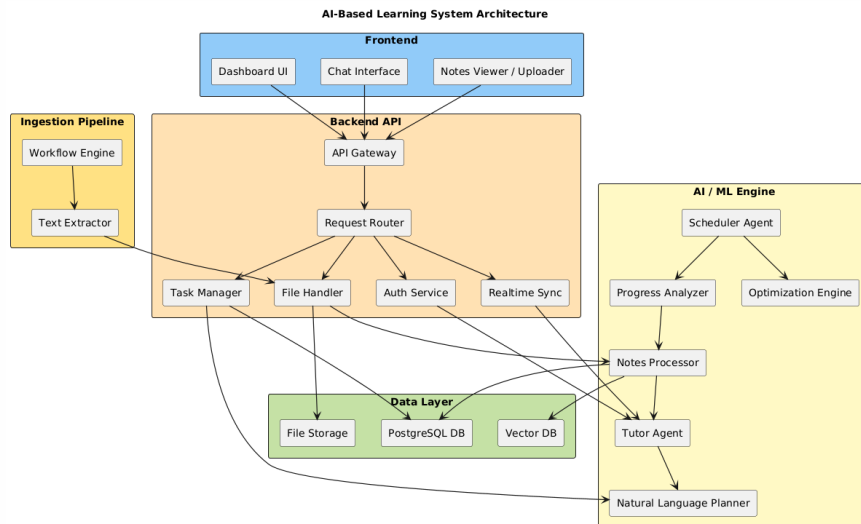 AI-Based Learning System Architecture
Frontend
Dashboard UI
Chat Interface
Notes Viewer / Uploader
Ingestion Pipeline
Workflow Engine
Text Extractor
Backend API
API Gateway
Request Router
Task Manager
File Handler
Auth Service
Realtime Sync
AI / ML Engine
Scheduler Agent
Progress Analyzer
Optimization Engine
Notes Processor
Tutor Agent
Natural Language Planner
Data Layer
File Storage
PostgreSQL DB
Vector DB